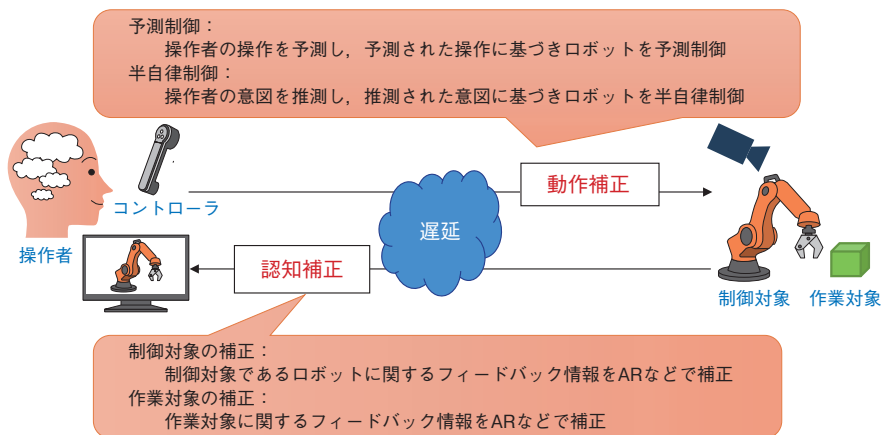 予測制御：
操作者の操作を予測し，予測された操作に基づきロボットを予測制御
半自律制御：
操作者の意図を推測し，推測された意図に基づきロボットを半自律制御
動作補正
コントローラ
遅延
操作者
認知補正
制御対象
作業対象
制御対象の補正：
制御対象であるロボットに関するフィードバック情報をARなどで補正
作業対象の補正：
作業対象に関するフィードバック情報をARなどで補正